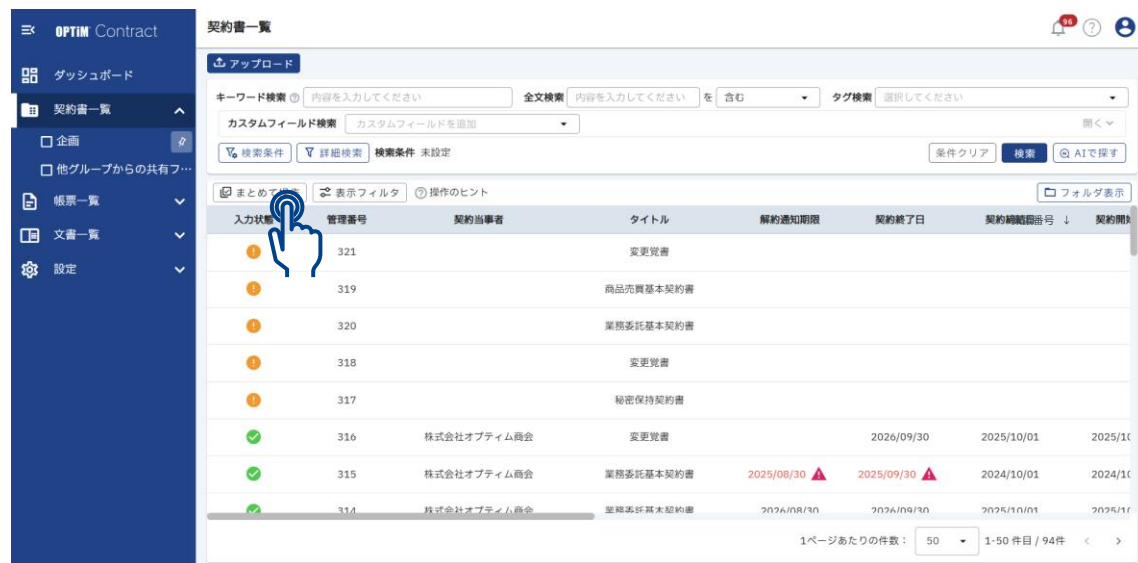 OPTiM Contract
ダッシュボード
契約書一覧
企画
他グループからの共有フ…
帳票一覧
文書一覧
設定
契約書一覧
96
アップロード
キーワード検索 内容を入力してください 全文検索 内容を入力してください を 含む タグ検索 選択してください
カスタムフィールド検索 カスタムフィールドを追加 開く
検索条件 詳細検索 検索条件 未設定 条件クリア 検索 AIで探す
まとめて 表示フィルタ 操作のヒント フォルダ表示
入力状態 管理番号 契約当事者 タイトル 解約通知期限 契約終了日 契約締結日 番号 ↓ 契約開始
321 変更覚書
319 商品売買基本契約書
320 業務委託基本契約書
318 変更覚書
317 秘密保持契約書
316 株式会社オプティム商会 変更覚書 2026/09/30 2025/10/01 2025/10
315 株式会社オプティム商会 業務委託基本契約書 2025/08/30 2025/09/30 2024/10/01 2024/10
314 株式会社オプティム商会 業務委託基本契約書 2026/08/30 2026/09/30 2025/10/01 2025/10
1ページあたりの件数： 50 1-50 件目 / 94件